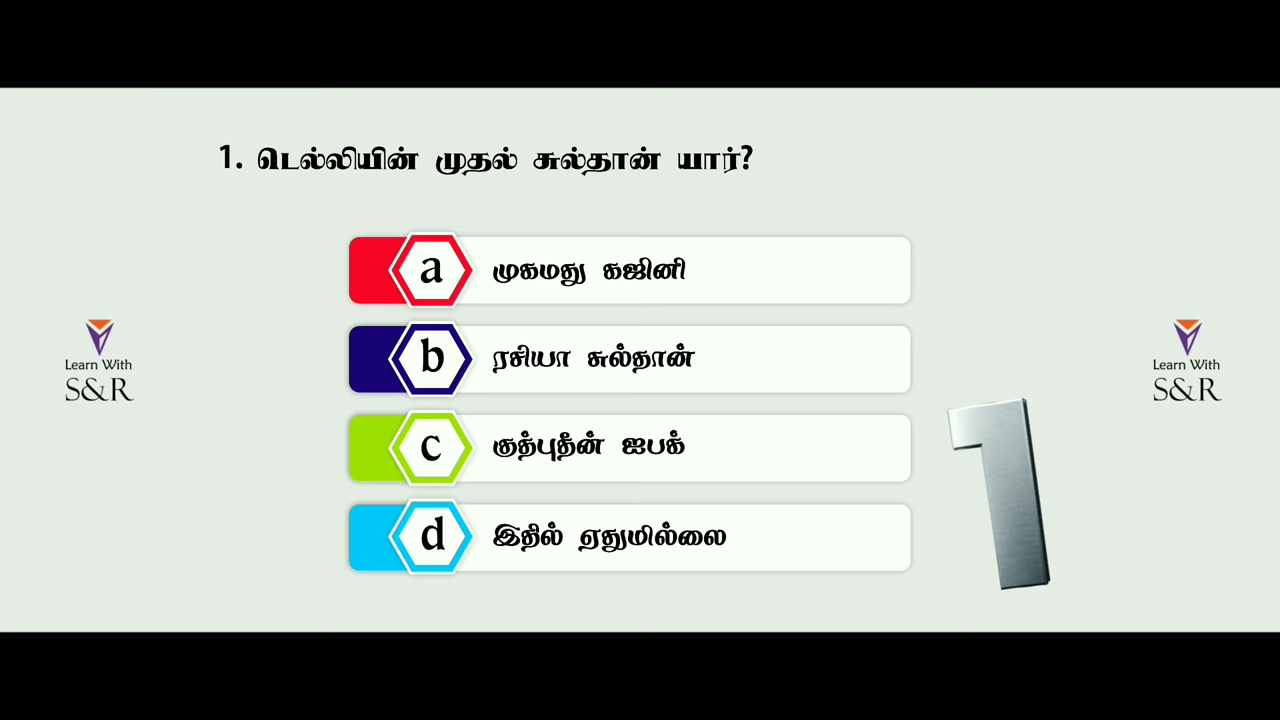 1. டெல்லியின் முதல் சுல்தான் யார்?
a முகமது கஜினி
b ரசியா சுல்தான்
c குத்புதீன் ஐபக்
d இதில் ஏதுமில்லை
Learn With
S&R
Learn With
S&R
1